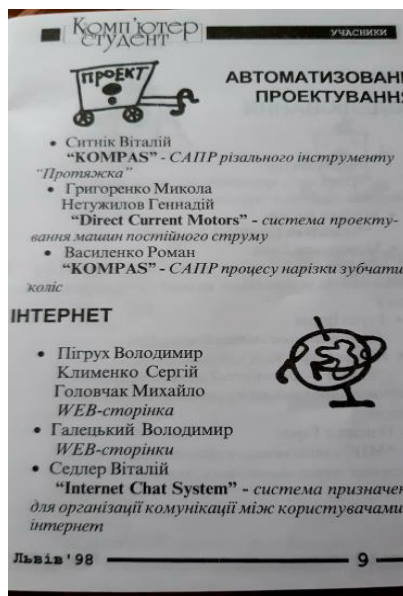 Комп'ютер
студент
УЧАСНИКИ
ПРОЕКТ
АВТОМАТИЗОВАН
ПРОЕКТУВАННЯ
• Ситнік Віталій
“KOMPAS” - САПР різального інструменту
“Протяжка”
• Григоренко Микола
Нетужилов Геннадій
“Direct Current Motors” - система проекту-
вання машин постійного струму
• Василенко Роман
“KOMPAS” - САПР процесу нарізки зубчати
коліс
ІНТЕРНЕТ
• Пігрух Володимир
Клименко Сергій
Головчак Михайло
WEB-сторінка
• Галецький Володимир
WEB-сторінки
• Седлер Віталій
“Internet Chat System” - система призначен
для організації комунікації між користувачами
інтернет
Львів'98
9